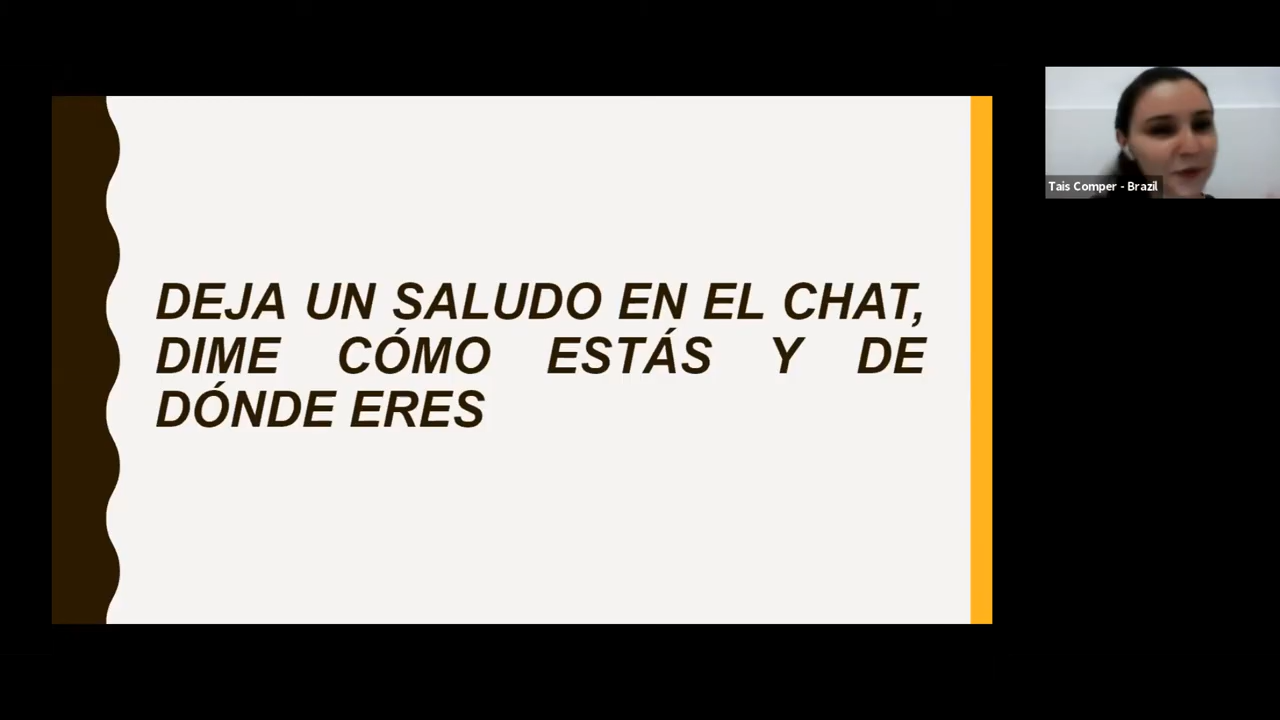 DEJA UN SALUDO EN EL CHAT,
DIME CÓMO ESTÁS Y DE
DÓNDE ERES
Tais Comper - Brazil